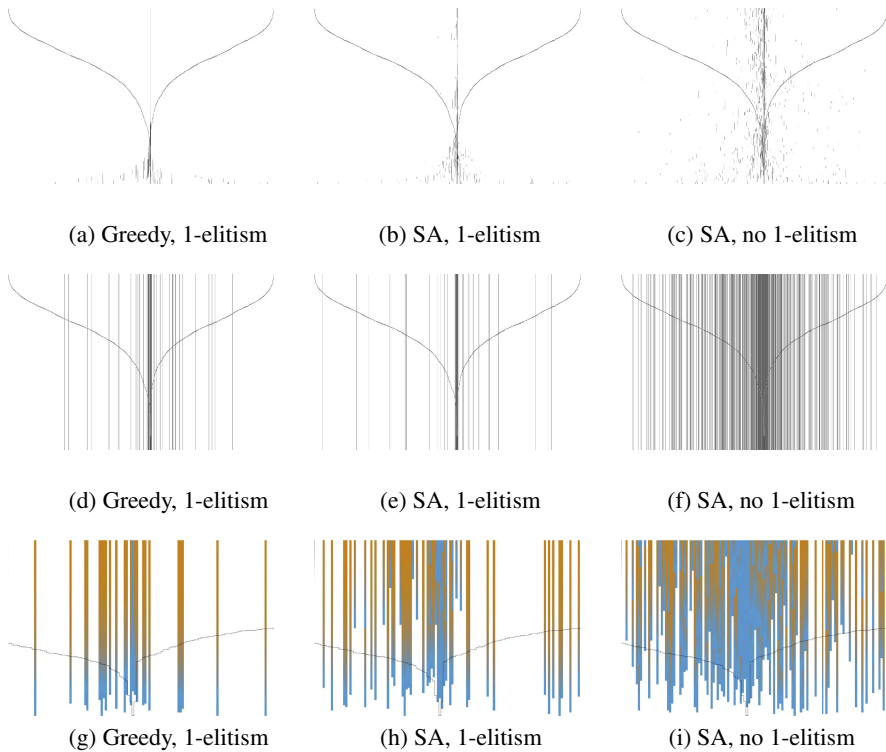 (a) Greedy, 1-elitism
(b) SA, 1-elitism
(c) SA, no 1-elitism
(d) Greedy, 1-elitism
(e) SA, 1-elitism
(f) SA, no 1-elitism
(g) Greedy, 1-elitism
(h) SA, 1-elitism
(i) SA, no 1-elitism